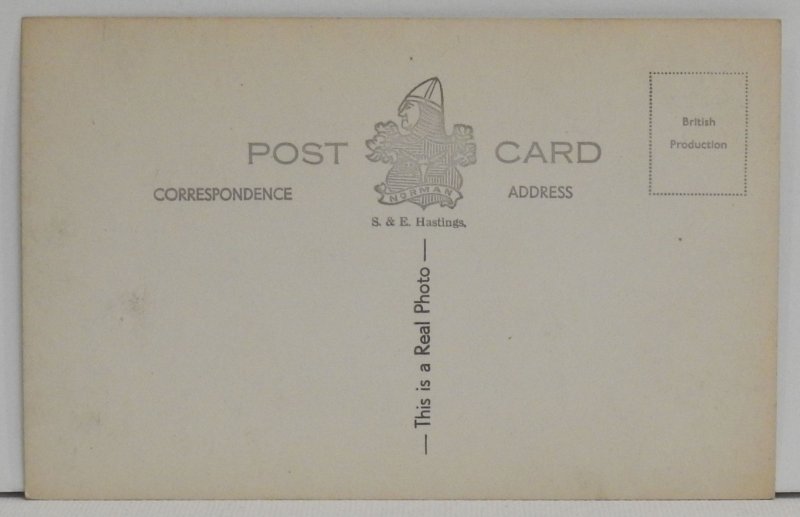 POST CARD
British
Production
CORRESPONDENCE
NORMAN
ADDRESS
S. & E. Hastings.
— This is a Real Photo —